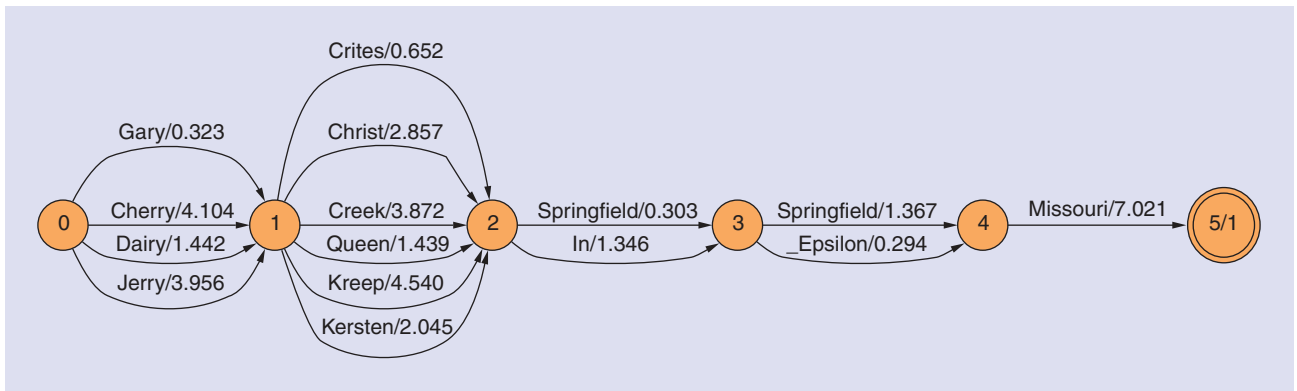 Crites/0.652
Gary/0.323
Christ/2.857
0
Cherry/4.104
1
Creek/3.872
2
Springfield/0.303
3
Springfield/1.367
4
Missouri/7.021
5/1
Dairy/1.442
Queen/1.439
In/1.346
_Epsilon/0.294
Jerry/3.956
Kreep/4.540
Kersten/2.045